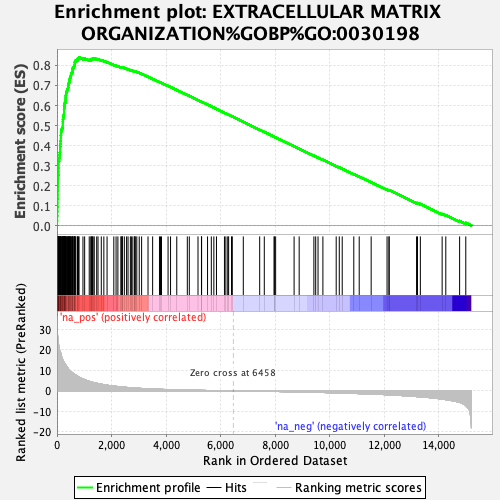 Enrichment plot: EXTRACELLULAR MATRIX
ORGANIZATION%GOBP%GO:0030198
Enrichment score (ES)
0.8
0.7
0.6
0.5
0.4
0.3
0.2
0.1
0.0
'na_pos' (positively correlated)
Ranked list metric (PreRanked)
30
20
10
0
-10
-20
Zero cross at 6458
'na_neg' (negatively correlated)
0 2,000 4,000 6,000 8,000 10,000 12,000 14,000
Rank in Ordered Dataset
Enrichment profile Hits Ranking metric scores